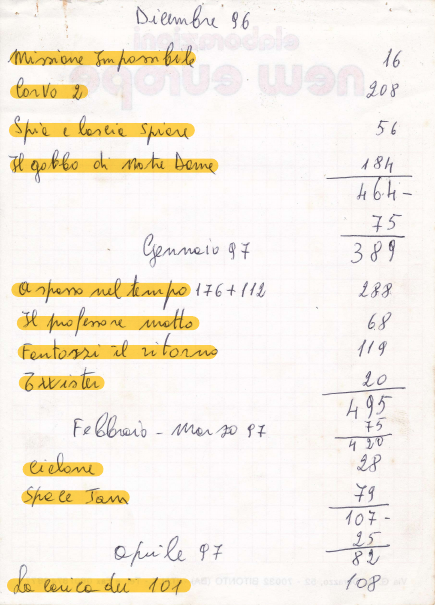 Dicembre 96
Missione Impossibile 16
Corvo 2 208
Spia e lascia Spiare 56
Il gobbo di Notre Dame 184
464-
75
Gennaio 97 389
A spasso nel tempo 176+112 288
Il professore matto 68
Fantozzi il ritorno 119
Twister 20
495
75
Febbraio - Marzo 97 420
ciclone 28
Space Jam 79
107-
25
Aprile 97 82
La carica dei 101 108
elaborazioni
new europa